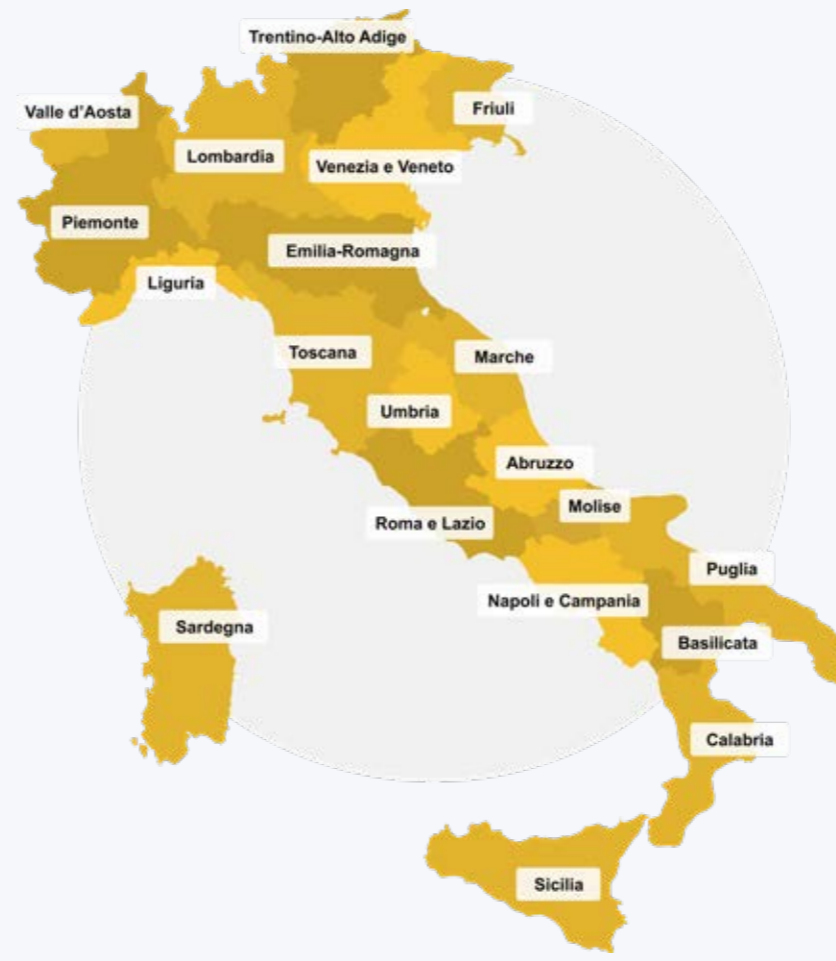 Trentino-Alto Adige
Valle d'Aosta
Friuli
Lombardia
Venezia e Veneto
Piemonte
Emilia-Romagna
Liguria
Toscana
Marche
Umbria
Abruzzo
Molise
Roma e Lazio
Puglia
Napoli e Campania
Sardegna
Basilicata
Calabria
Sicilia